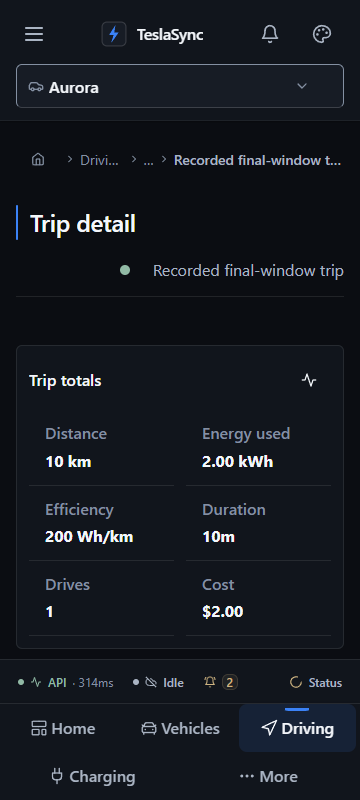 TeslaSync
Aurora
Drivi... ... Recorded final-window t...
Trip detail
Recorded final-window trip
Trip totals
Distance Energy used
10 km 2.00 kWh
Efficiency Duration
200 Wh/km 10m
Drives Cost
1 $2.00
API · 314ms Idle 2 Status
Home Vehicles Driving
Charging More